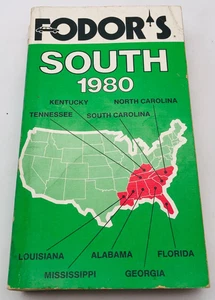 FODOR'S
SOUTH
1980
KENTUCKY NORTH CAROLINA
TENNESSEE SOUTH CAROLINA
LOUISIANA ALABAMA FLORIDA
MISSISSIPPI GEORGIA